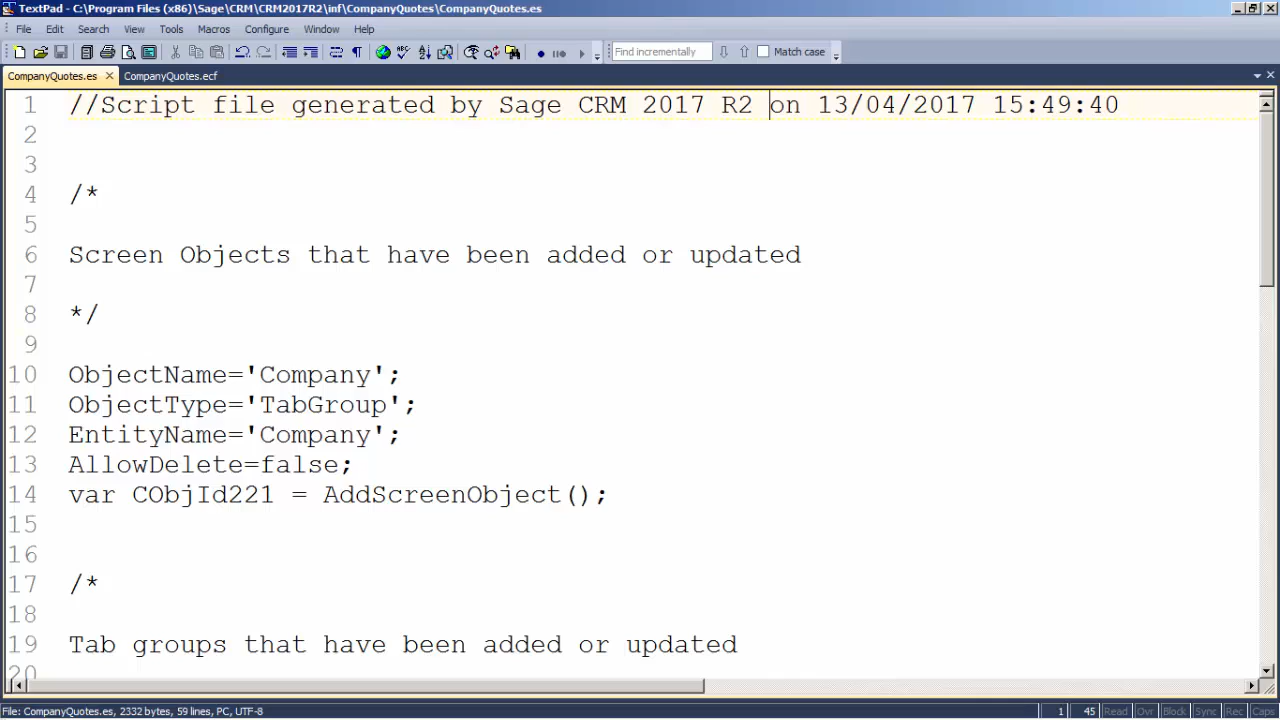 TextPad - C:\Program Files (x86)\Sage\CRM\CRM2017R2\inf\CompanyQuotes\CompanyQuotes.es
File Edit Search View Tools Macros Configure Window Help
Find incrementally Match case
CompanyQuotes.es CompanyQuotes.ecf
1 //Script file generated by Sage CRM 2017 R2 on 13/04/2017 15:49:40
2
3
4 /*
5
6 Screen Objects that have been added or updated
7
8 */
9
10 ObjectName='Company';
11 ObjectType='TabGroup';
12 EntityName='Company';
13 AllowDelete=false;
14 var CObjId221 = AddScreenObject();
15
16
17 /*
18
19 Tab groups that have been added or updated
20
File: CompanyQuotes.es, 2332 bytes, 59 lines, PC, UTF-8 1 45 Read Ovr Block Sync Rec Caps